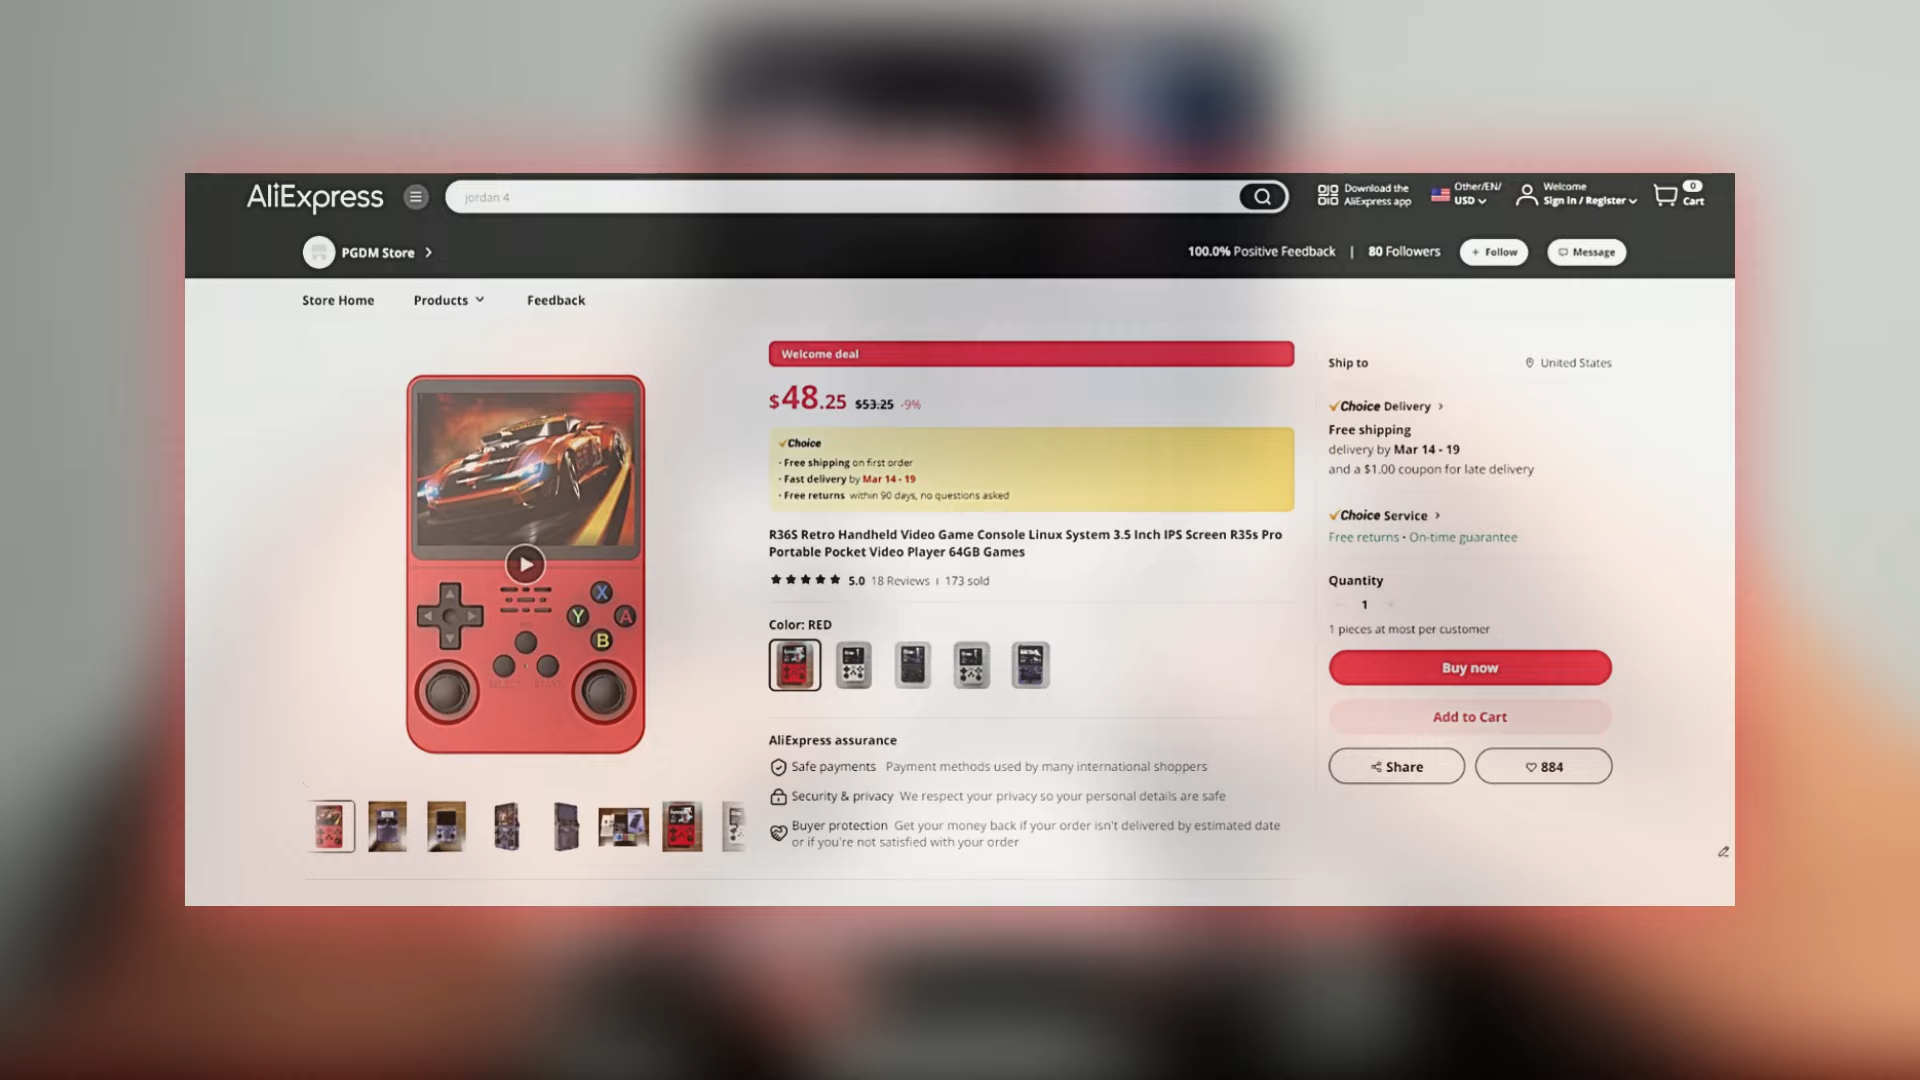 AliExpress
jordan 4
Download the
AliExpress app
Other/EN/
USD
Welcome
Sign in / Register
0
Cart
PGDM Store
100.0% Positive Feedback | 80 Followers
+ Follow
Message
Store Home
Products
Feedback
Welcome deal
$48.25 $53.25 -9%
Choice
· Free shipping on first order
· Fast delivery by Mar 14 - 19
· Free returns within 90 days, no questions asked
R36S Retro Handheld Video Game Console Linux System 3.5 Inch IPS Screen R35s Pro
Portable Pocket Video Player 64GB Games
5.0 18 Reviews | 173 sold
Color: RED
X
Y
A
B
SELECT START
AliExpress assurance
Safe payments Payment methods used by many international shoppers
Security & privacy We respect your privacy so your personal details are safe
Buyer protection Get your money back if your order isn't delivered by estimated date
or if you're not satisfied with your order
Ship to
United States
Choice Delivery
Free shipping
delivery by Mar 14 - 19
and a $1.00 coupon for late delivery
Choice Service
Free returns • On-time guarantee
Quantity
1
1 pieces at most per customer
Buy now
Add to Cart
Share
884